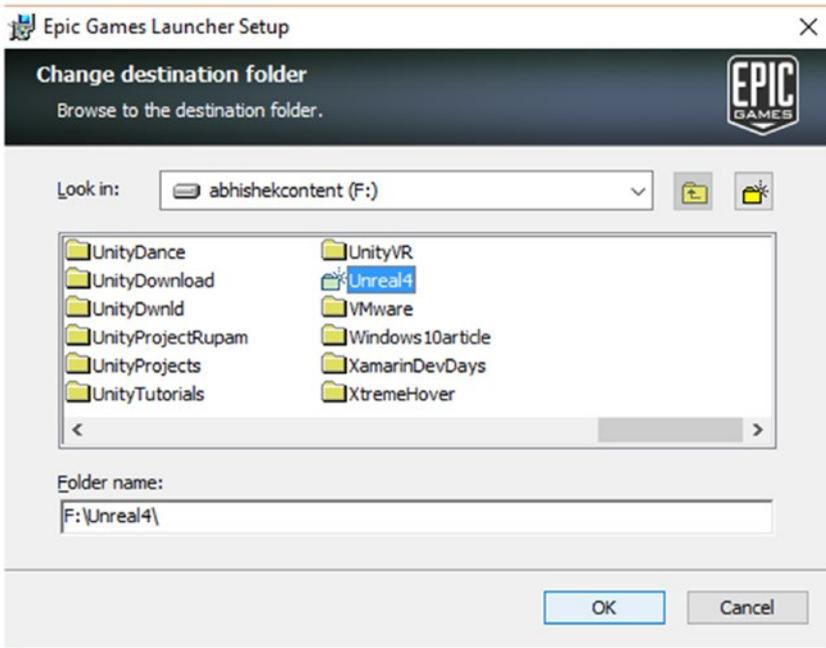 Epic Games Launcher Setup
Change destination folder
Browse to the destination folder.
EPIC
GAMES
Look in:
abhishekcontent (F:)
UnityDance
UnityDownload
UnityDwnld
UnityProjectRupam
UnityProjects
UnityTutorials
UnityVR
Unreal4
VMware
Windows10article
XamarinDevDays
XtremeHover
Folder name:
F:\Unreal4\
OK
Cancel